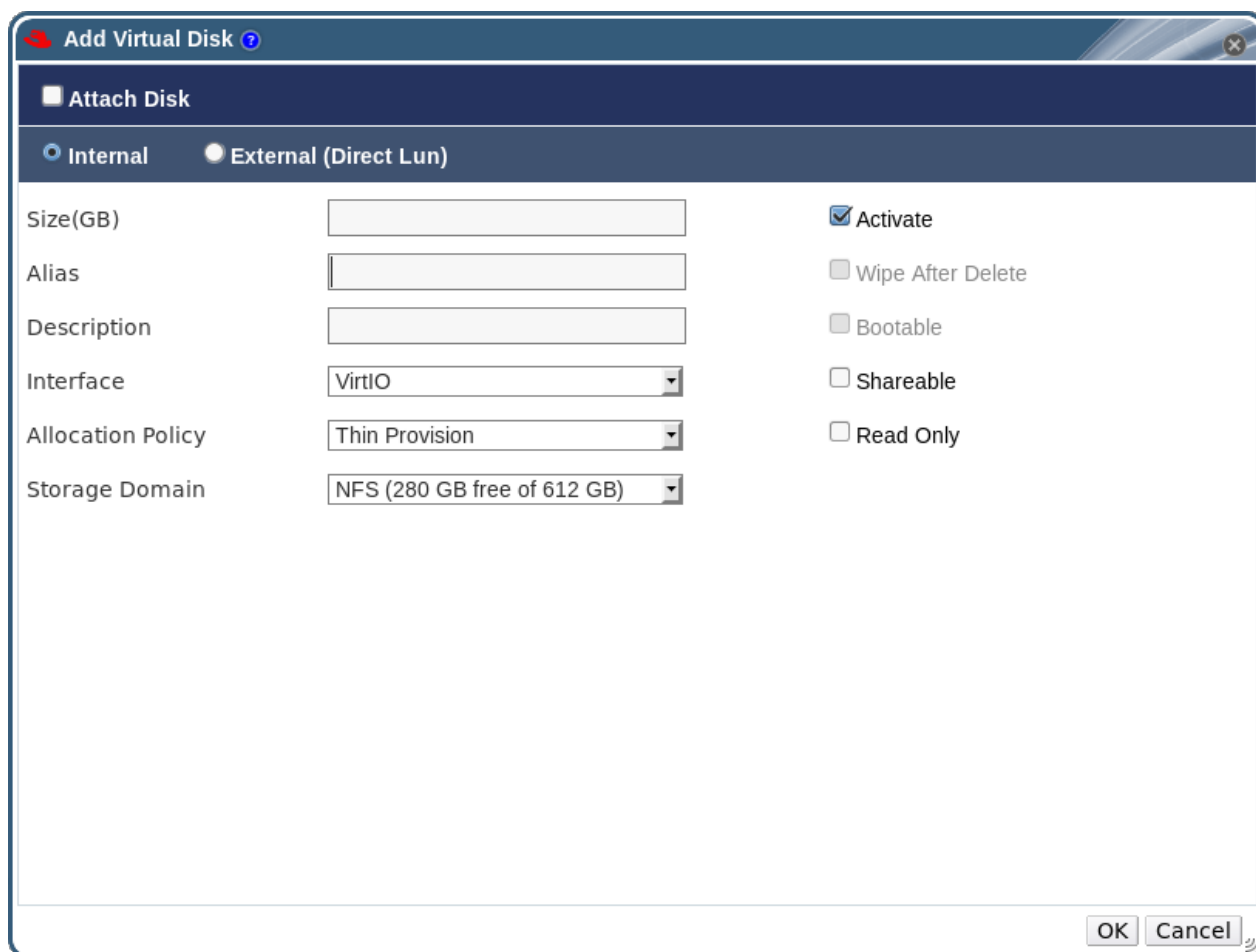 Add Virtual Disk ?
Attach Disk
Internal External (Direct Lun)
Size(GB) Activate
Alias Wipe After Delete
Description Bootable
Interface VirtIO Shareable
Allocation Policy Thin Provision Read Only
Storage Domain NFS (280 GB free of 612 GB)
OK Cancel